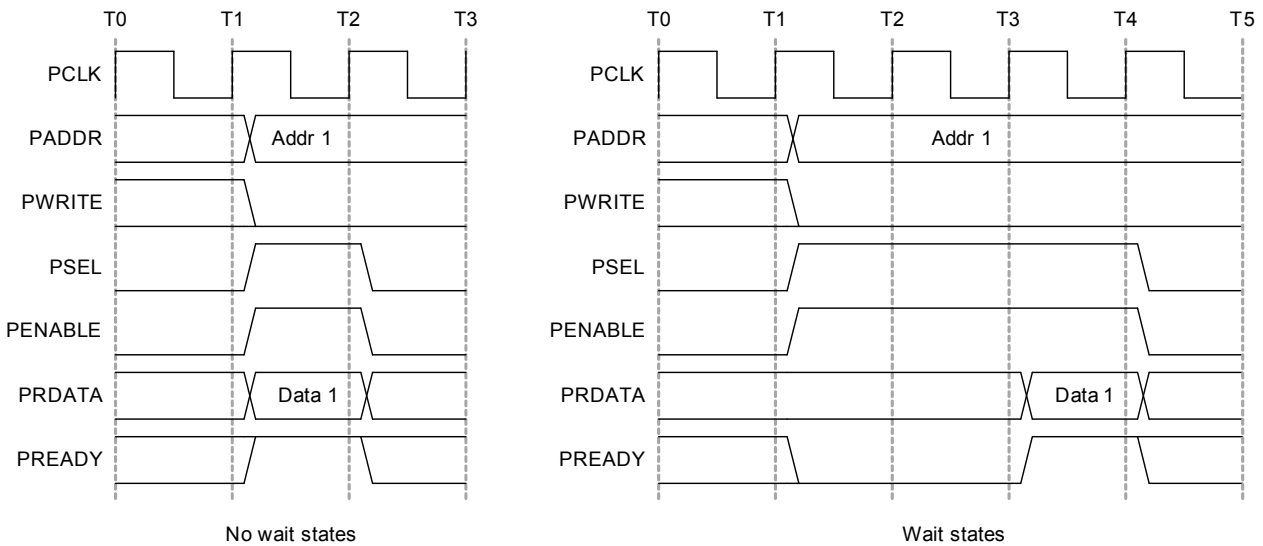 T0 T1 T2 T3
PCLK
PADDR Addr 1
PWRITE
PSEL
PENABLE
PRDATA Data 1
PREADY
No wait states
T0 T1 T2 T3 T4 T5
PCLK
PADDR Addr 1
PWRITE
PSEL
PENABLE
PRDATA Data 1
PREADY
Wait states